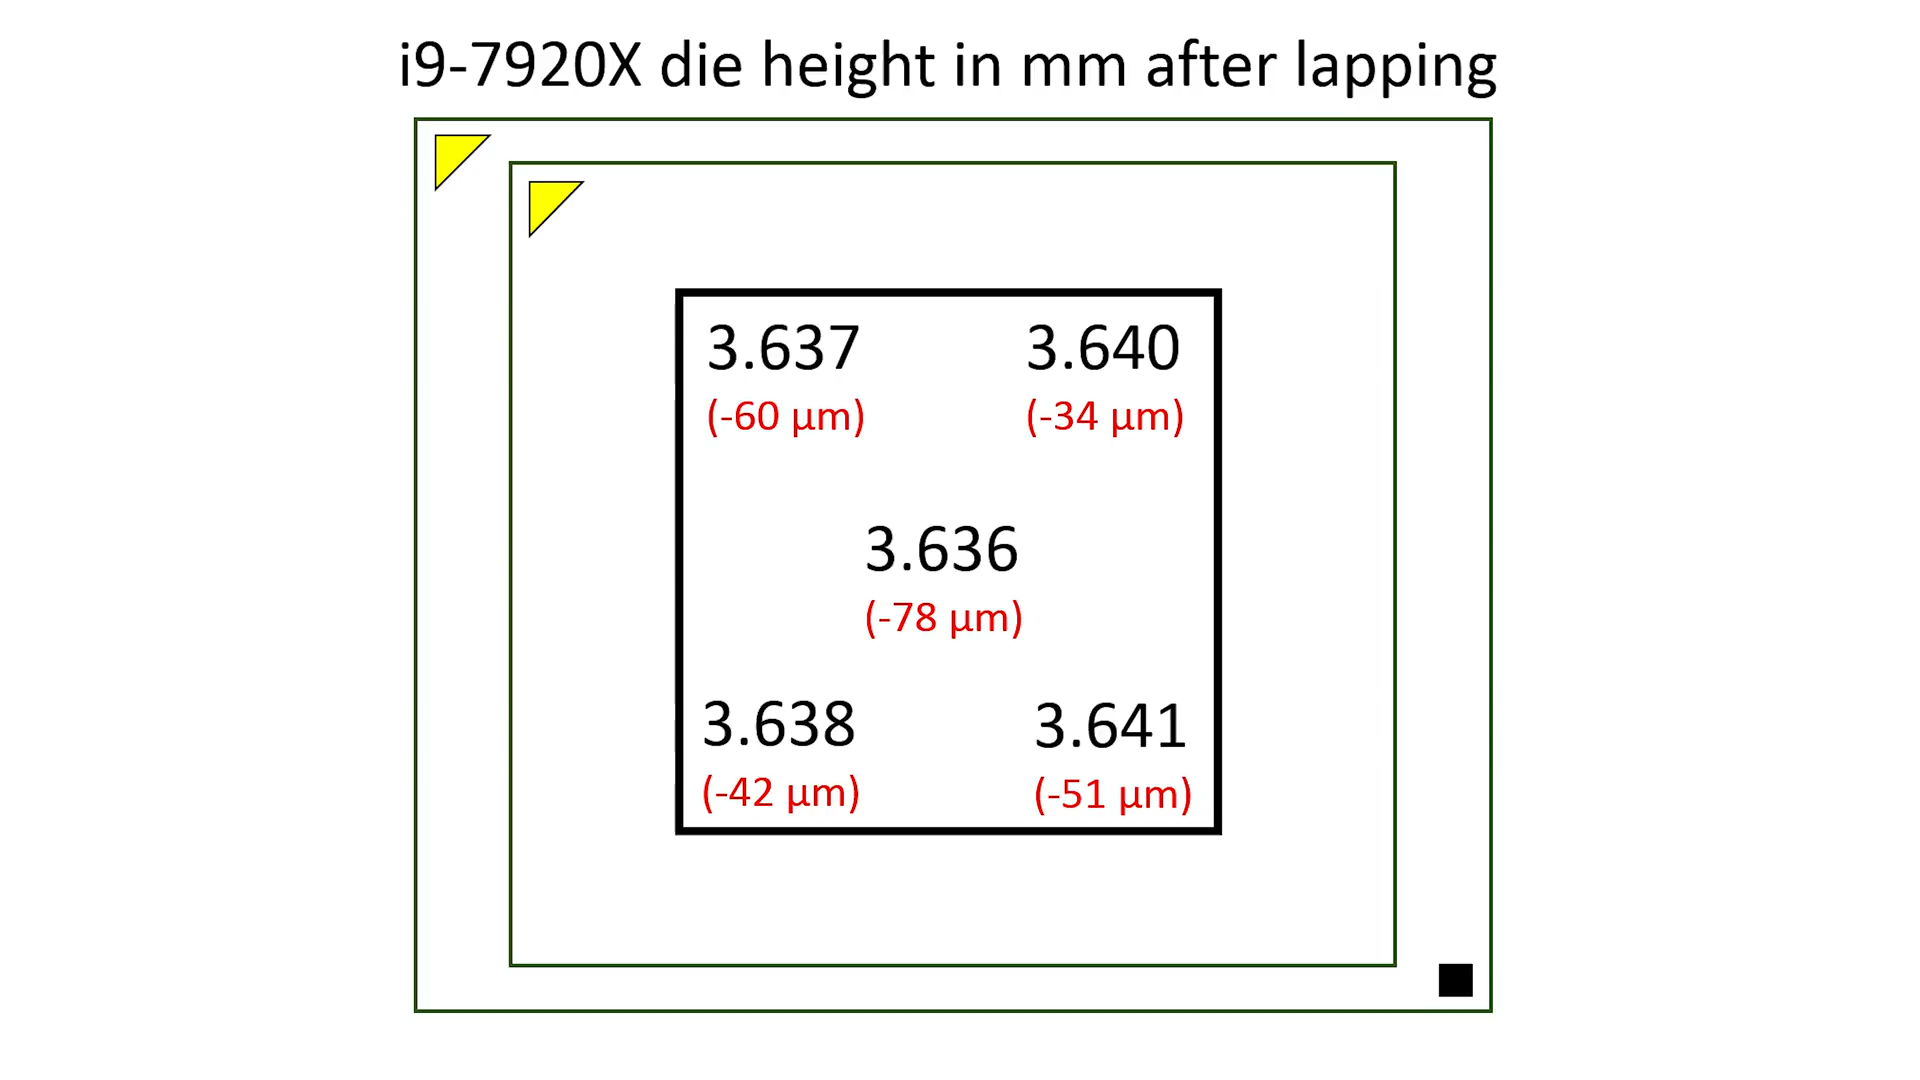 i9-7920X die height in mm after lapping
3.637 3.640
(-60 µm) (-34 µm)
3.636
(-78 µm)
3.638 3.641
(-42 µm) (-51 µm)